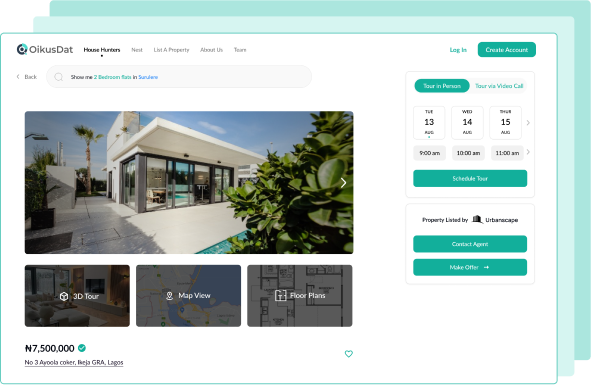 OikusDat House Hunters Nest List A Property About Us Team Log In Create Account
Back
Show me 2 Bedroom flats in Surulere
Tour in Person Tour via Video Call
TUE WED THUR
13 14 15
AUG AUG AUG
9:00 am 10:00 am 11:00 am
Schedule Tour
Property Listed by Urbanscape
Contact Agent
Make Offer →
3D Tour Map View Floor Plans
₦7,500,000
No 3 Ayoola coker, Ikeja GRA, Lagos